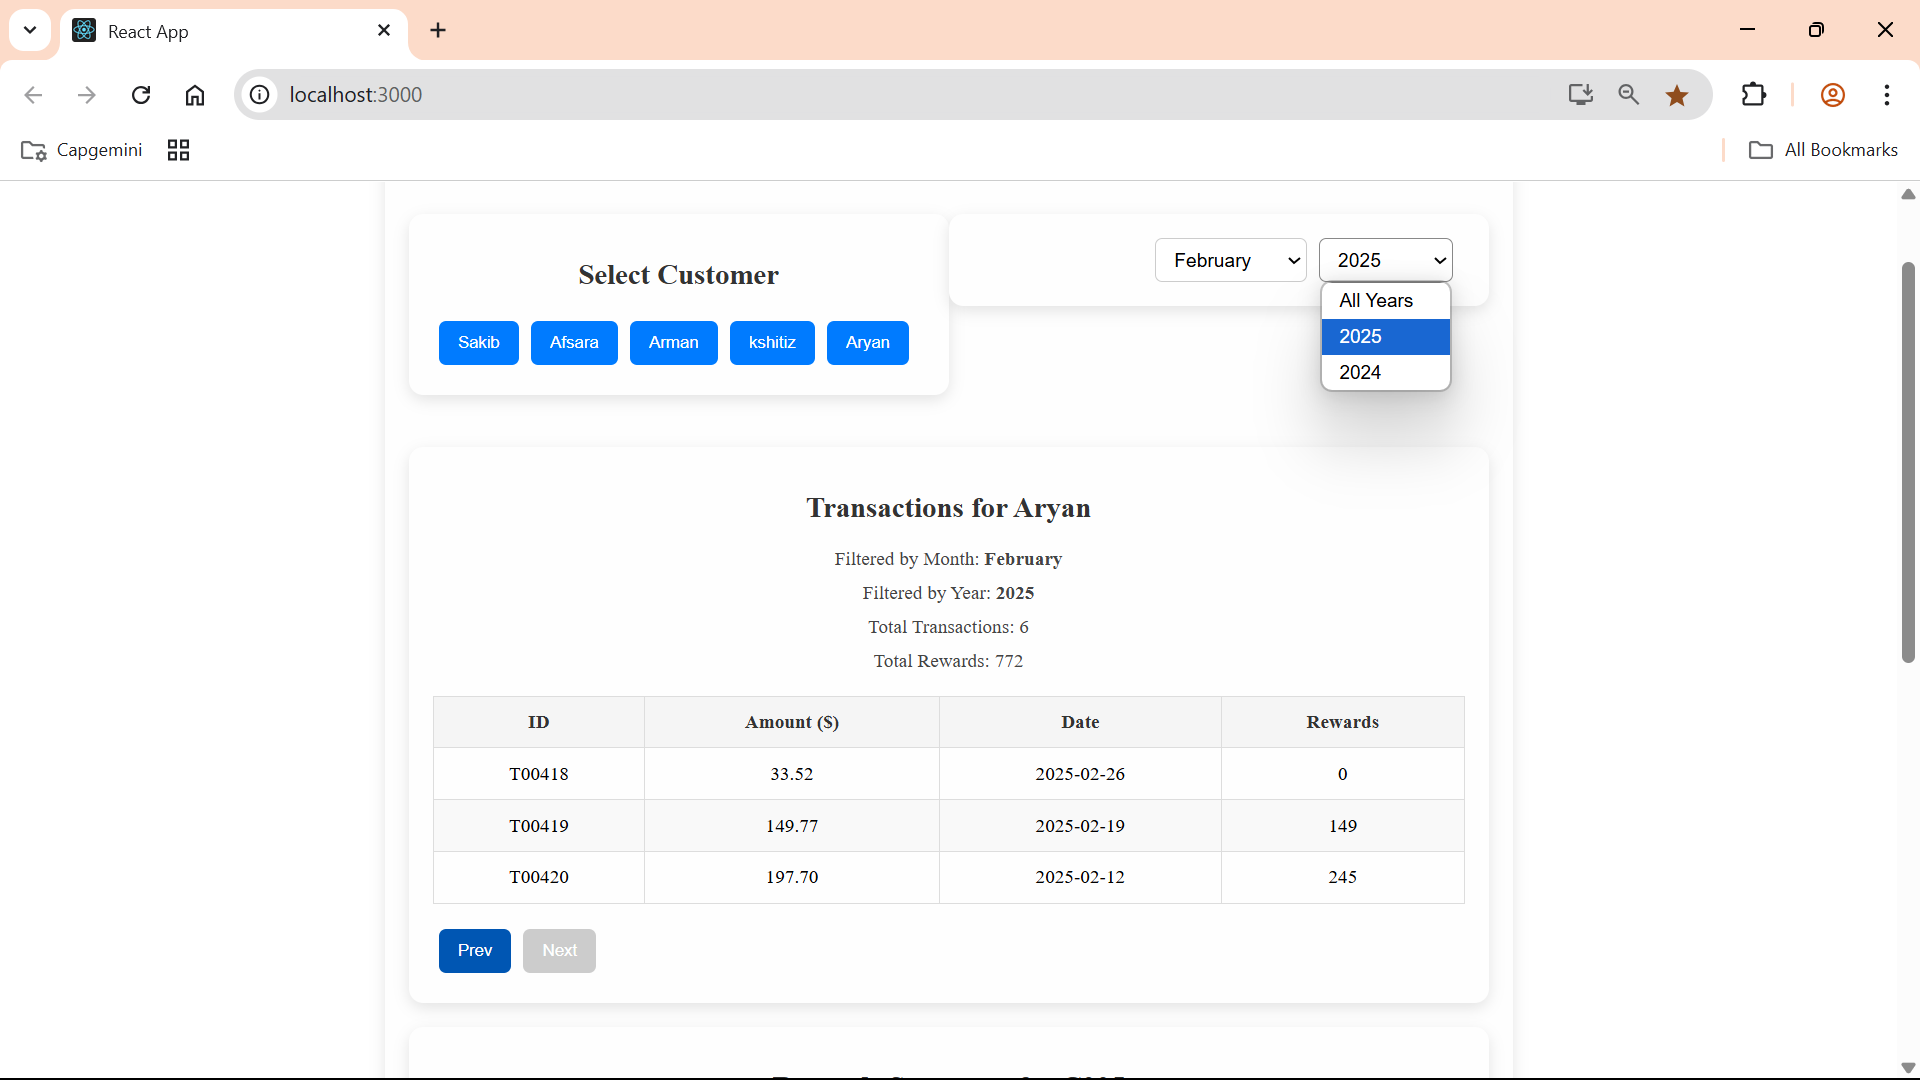 React App
localhost:3000
Capgemini
All Bookmarks
Select Customer
Sakib Afsara Arman kshitiz Aryan
February 2025
All Years
2025
2024
Transactions for Aryan
Filtered by Month: February
Filtered by Year: 2025
Total Transactions: 6
Total Rewards: 772
ID Amount ($) Date Rewards
T00418 33.52 2025-02-26 0
T00419 149.77 2025-02-19 149
T00420 197.70 2025-02-12 245
Prev Next